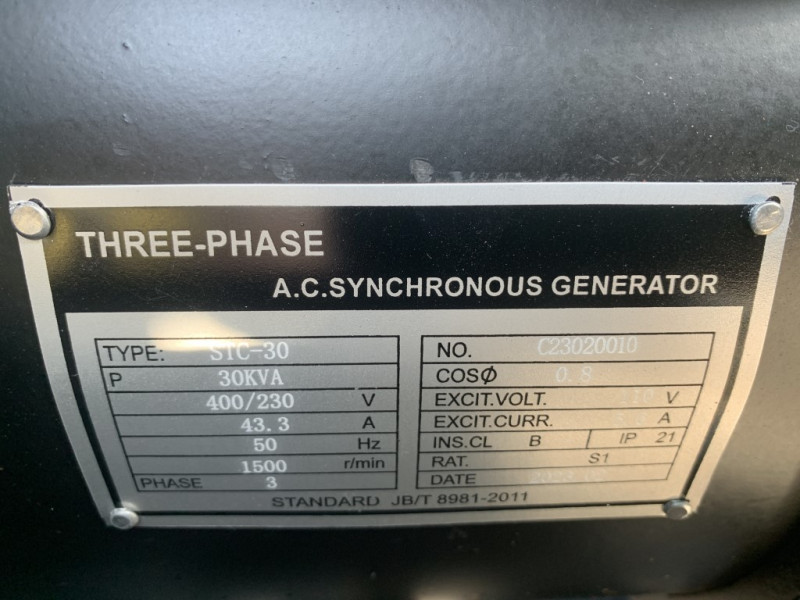 THREE-PHASE
A.C.SYNCHRONOUS GENERATOR
TYPE: STC-30
P 30KVA
400/230 V
43.3 A
50 Hz
1500 r/min
PHASE 3
NO. C23020010
COSØ 0.8
EXCIT.VOLT. V
EXCIT.CURR. A
INS.CL B IP 21
RAT. S1
DATE
STANDARD JB/T 8981-2011